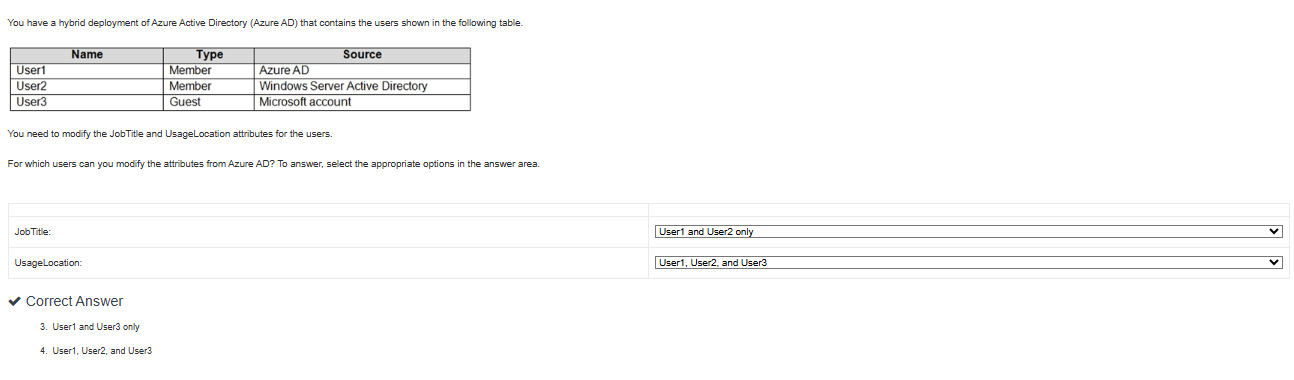 You have a hybrid deployment of Azure Active Directory (Azure AD) that contains the users shown in the following table.
Name Type Source
User1 Member Azure AD
User2 Member Windows Server Active Directory
User3 Guest Microsoft account
You need to modify the JobTitle and UsageLocation attributes for the users.
For which users can you modify the attributes from Azure AD? To answer, select the appropriate options in the answer area.
JobTitle: User1 and User2 only
UsageLocation: User1, User2, and User3
Correct Answer
3. User1 and User3 only
4. User1, User2, and User3